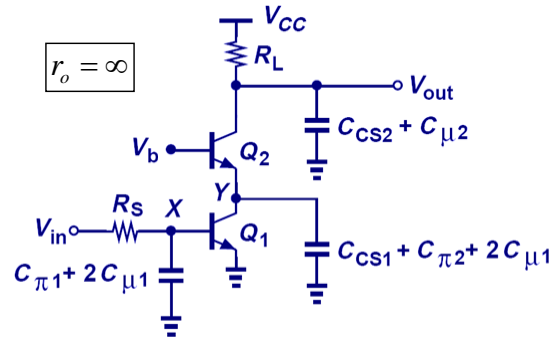 V_CC
r_o = ∞
R_L
V_out
C_CS2 + C_μ2
V_b
Q_2
Y
R_S
X
V_in
Q_1
C_CS1 + C_π2 + 2C_μ1
C_π1 + 2C_μ1